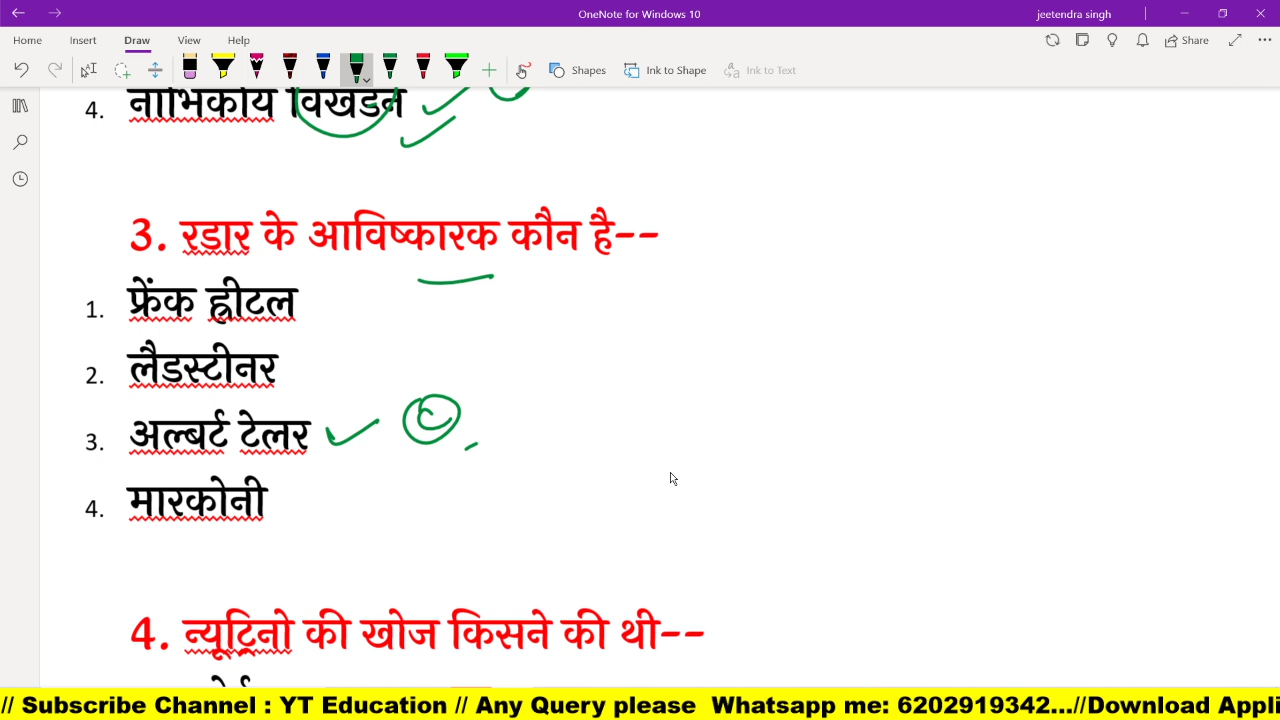 OneNote for Windows 10
jeetendra singh
Home Insert Draw View Help
Share
Shapes Ink to Shape Ink to Text
4. नाभिकीय विखंडन
3. रडार के आविष्कारक कौन है--
1. फ्रेंक ह्वीटल
2. लैडस्टीनर
3. अल्बर्ट टेलर
4. मारकोनी
4. न्यूट्रिनो की खोज किसने की थी--
// Subscribe Channel : YT Education // Any Query please Whatsapp me: 6202919342...//Download Appli